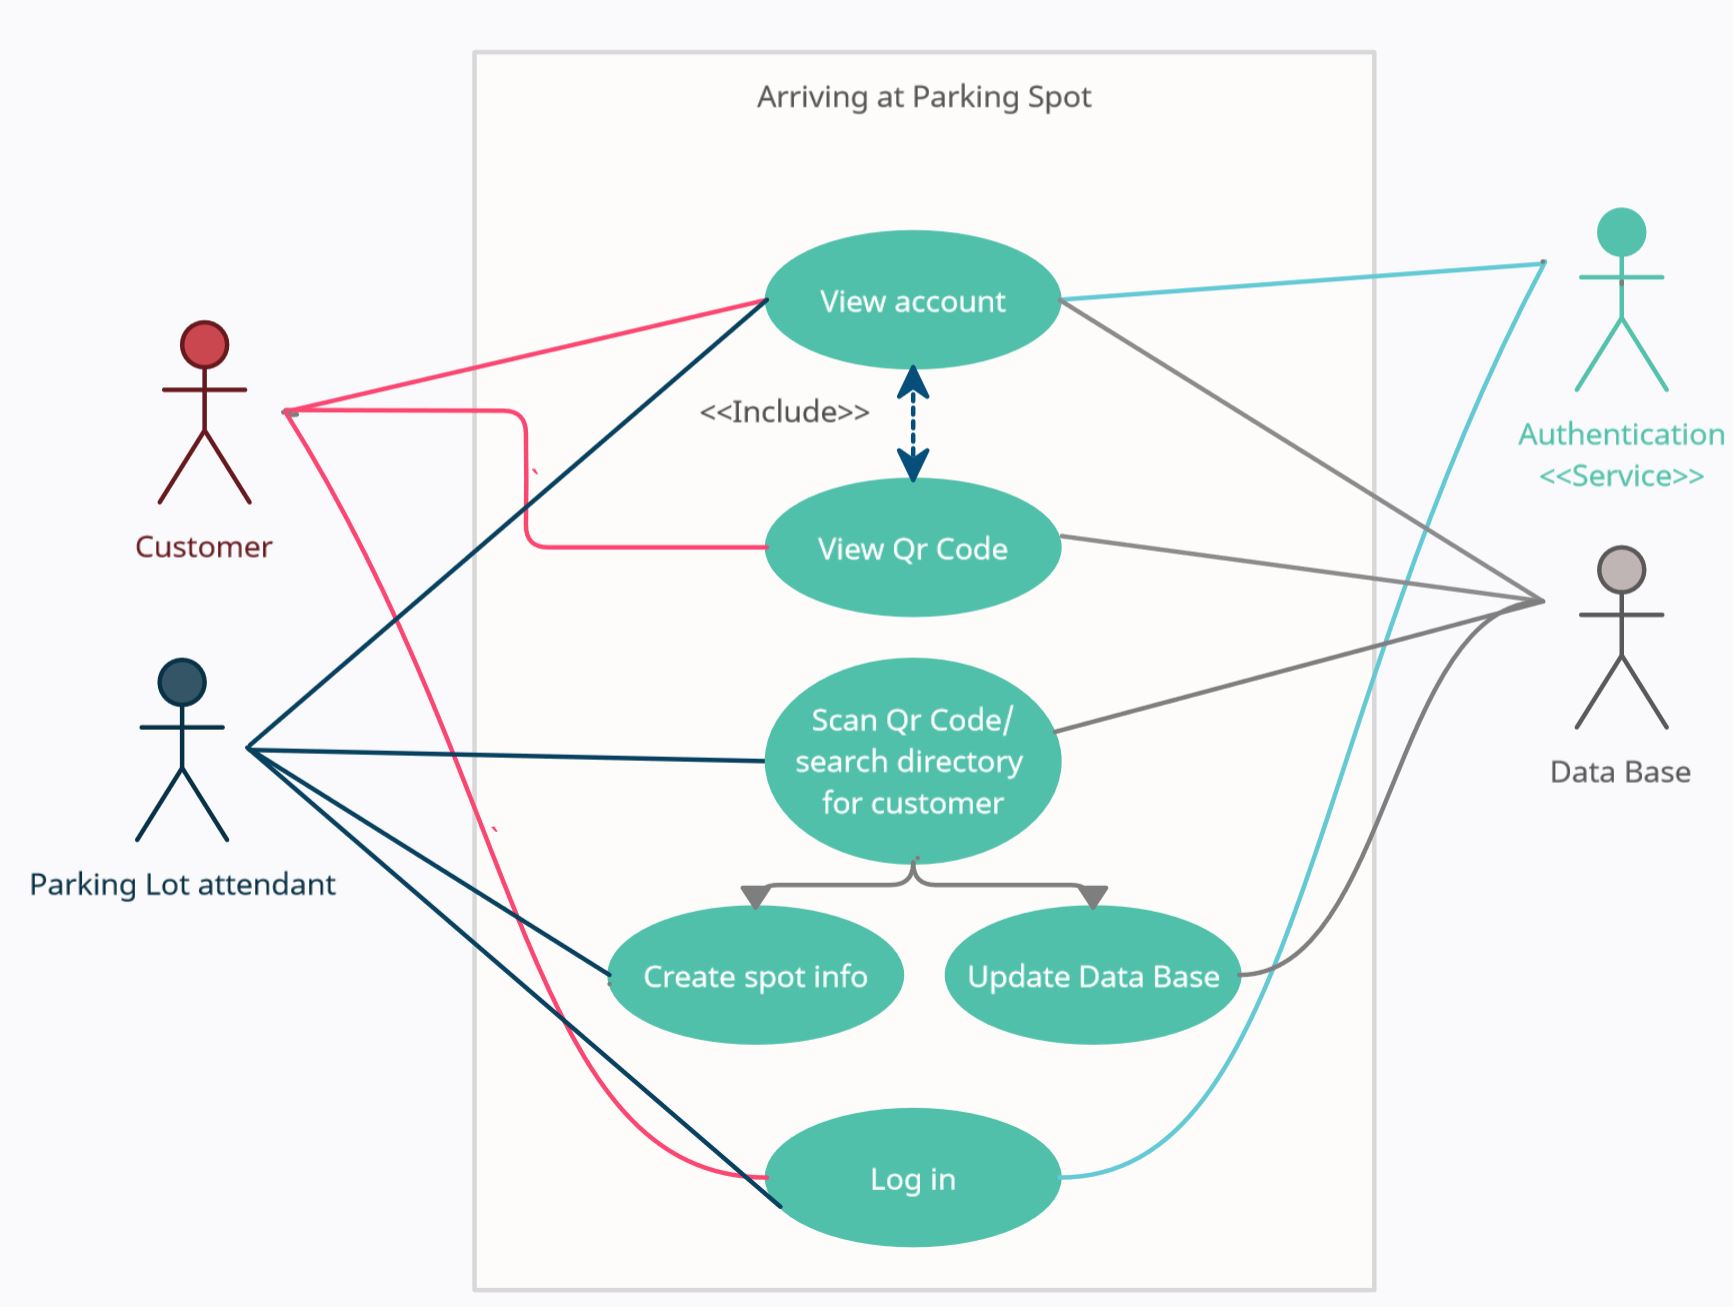 Arriving at Parking Spot
View account
<<Include>>
Authentication
<<Service>>
Customer
View Qr Code
Scan Qr Code/
search directory
for customer
Data Base
Parking Lot attendant
Create spot info
Update Data Base
Log in